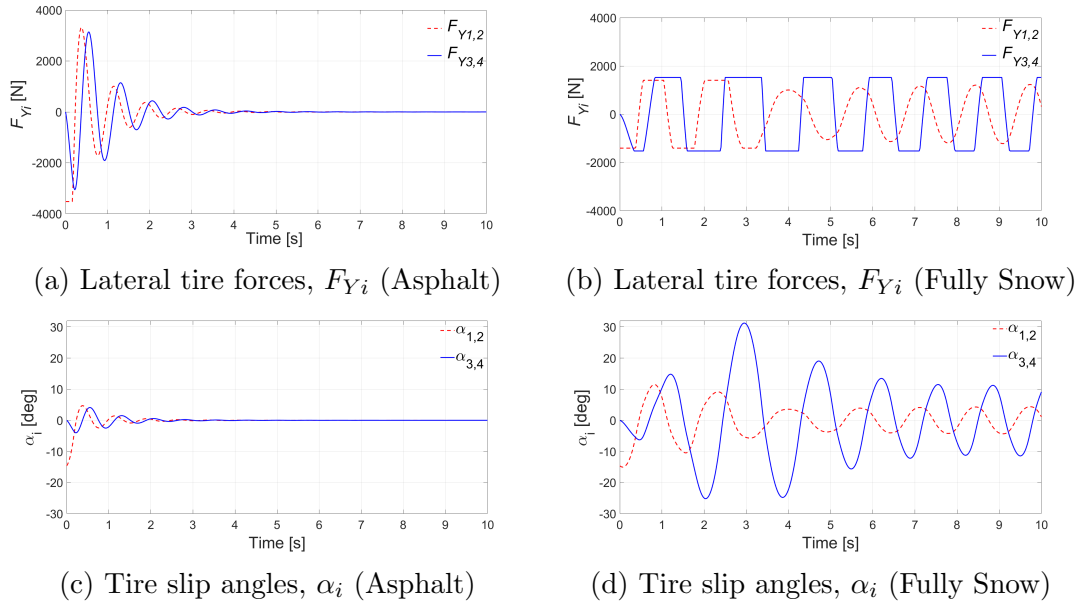 4000
2000
0
-2000
-4000
F_Yi [N]
0 1 2 3 4 5 6 7 8 9 10
Time [s]
F_Y1,2
F_Y3,4
(a) Lateral tire forces, F_Yi (Asphalt)
4000
2000
0
-2000
-4000
F_Yi [N]
0 1 2 3 4 5 6 7 8 9 10
Time [s]
F_Y1,2
F_Y3,4
(b) Lateral tire forces, F_Yi (Fully Snow)
30
20
10
0
-10
-20
-30
α_i [deg]
0 1 2 3 4 5 6 7 8 9 10
Time [s]
α_1,2
α_3,4
(c) Tire slip angles, α_i (Asphalt)
30
20
10
0
-10
-20
-30
α_i [deg]
0 1 2 3 4 5 6 7 8 9 10
Time [s]
α_1,2
α_3,4
(d) Tire slip angles, α_i (Fully Snow)